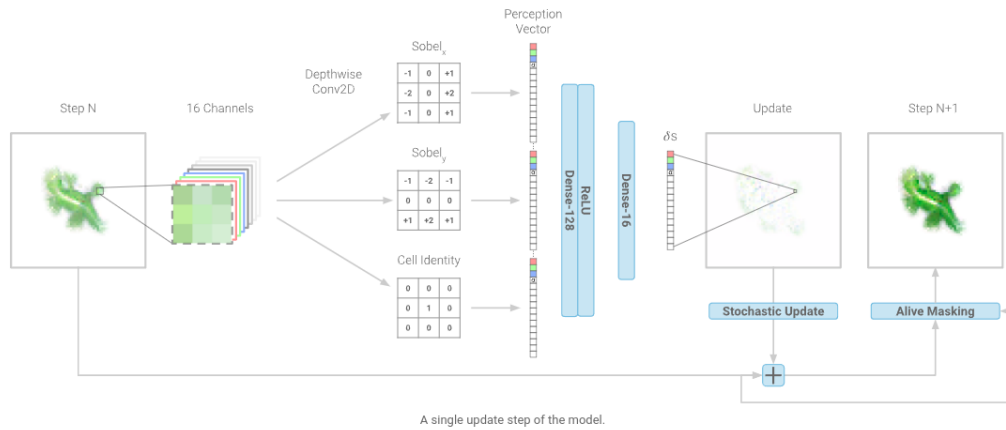 Perception
Vector
Sobelx
Depthwise
Conv2D
-1 0 +1
-2 0 +2
-1 0 +1
Step N
16 Channels
Update
Step N+1
δs
Sobely
-1 -2 -1
0 0 0
+1 +2 +1
Dense-128
ReLU
Dense-16
Cell Identity
0 0 0
0 1 0
0 0 0
α
α
α
α
Stochastic Update
Alive Masking
+
A single update step of the model.